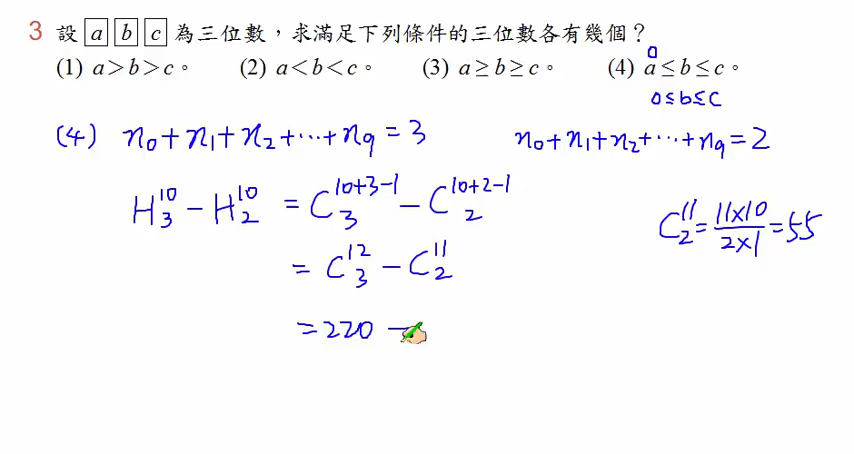 3 設 a b c 為三位數，求滿足下列條件的三位數各有幾個？
(1) a＞b＞c。 (2) a＜b＜c。 (3) a≥b≥c。 (4) a≤b≤c。
0
0≤b≤c
(4) n₀+n₁+n₂+⋯+n₉=3 n₀+n₁+n₂+⋯+n₉=2
H₃¹⁰−H₂¹⁰ = C₃¹⁰⁺³⁻¹ − C₂¹⁰⁺²⁻¹
C₂¹¹ = 11×10/2×1 = 55
= C₃¹² − C₂¹¹
= 220 −